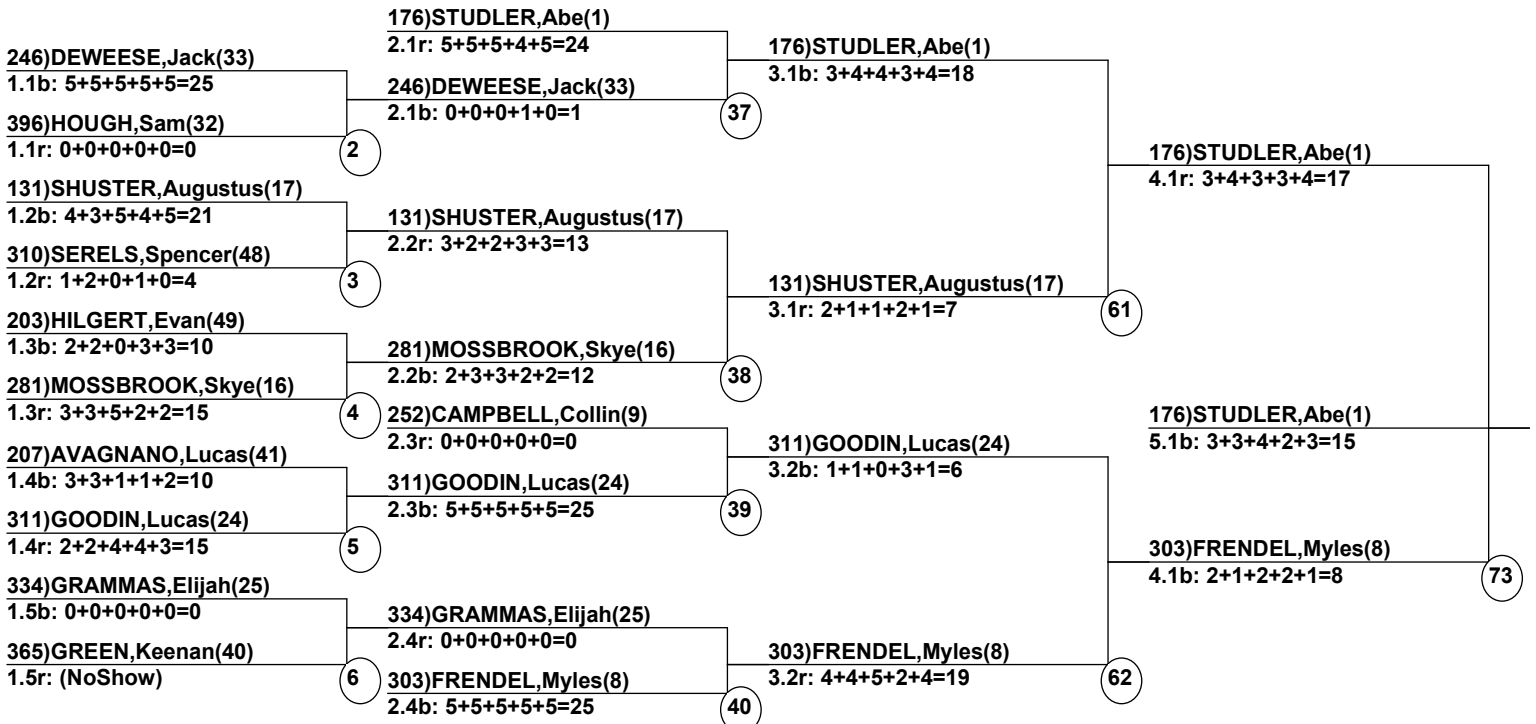 246)DEWEESE,Jack(33)
1.1b: 5+5+5+5+5=25
396)HOUGH,Sam(32)
1.1r: 0+0+0+0+0=0
2
131)SHUSTER,Augustus(17)
1.2b: 4+3+5+4+5=21
310)SERELS,Spencer(48)
1.2r: 1+2+0+1+0=4
3
203)HILGERT,Evan(49)
1.3b: 2+2+0+3+3=10
281)MOSSBROOK,Skye(16)
1.3r: 3+3+5+2+2=15
4
207)AVAGNANO,Lucas(41)
1.4b: 3+3+1+1+2=10
311)GOODIN,Lucas(24)
1.4r: 2+2+4+4+3=15
5
334)GRAMMAS,Elijah(25)
1.5b: 0+0+0+0+0=0
365)GREEN,Keenan(40)
1.5r: (NoShow)
6
176)STUDLER,Abe(1)
2.1r: 5+5+5+4+5=24
246)DEWEESE,Jack(33)
2.1b: 0+0+0+1+0=1
37
131)SHUSTER,Augustus(17)
2.2r: 3+2+2+3+3=13
281)MOSSBROOK,Skye(16)
2.2b: 2+3+3+2+2=12
38
252)CAMPBELL,Collin(9)
2.3r: 0+0+0+0+0=0
311)GOODIN,Lucas(24)
2.3b: 5+5+5+5+5=25
39
334)GRAMMAS,Elijah(25)
2.4r: 0+0+0+0+0=0
303)FRENDEL,Myles(8)
2.4b: 5+5+5+5+5=25
40
176)STUDLER,Abe(1)
3.1b: 3+4+4+3+4=18
131)SHUSTER,Augustus(17)
3.1r: 2+1+1+2+1=7
61
311)GOODIN,Lucas(24)
3.2b: 1+1+0+3+1=6
303)FRENDEL,Myles(8)
3.2r: 4+4+5+2+4=19
62
176)STUDLER,Abe(1)
4.1r: 3+4+3+3+4=17
303)FRENDEL,Myles(8)
4.1b: 2+1+2+2+1=8
73
176)STUDLER,Abe(1)
5.1b: 3+3+4+2+3=15